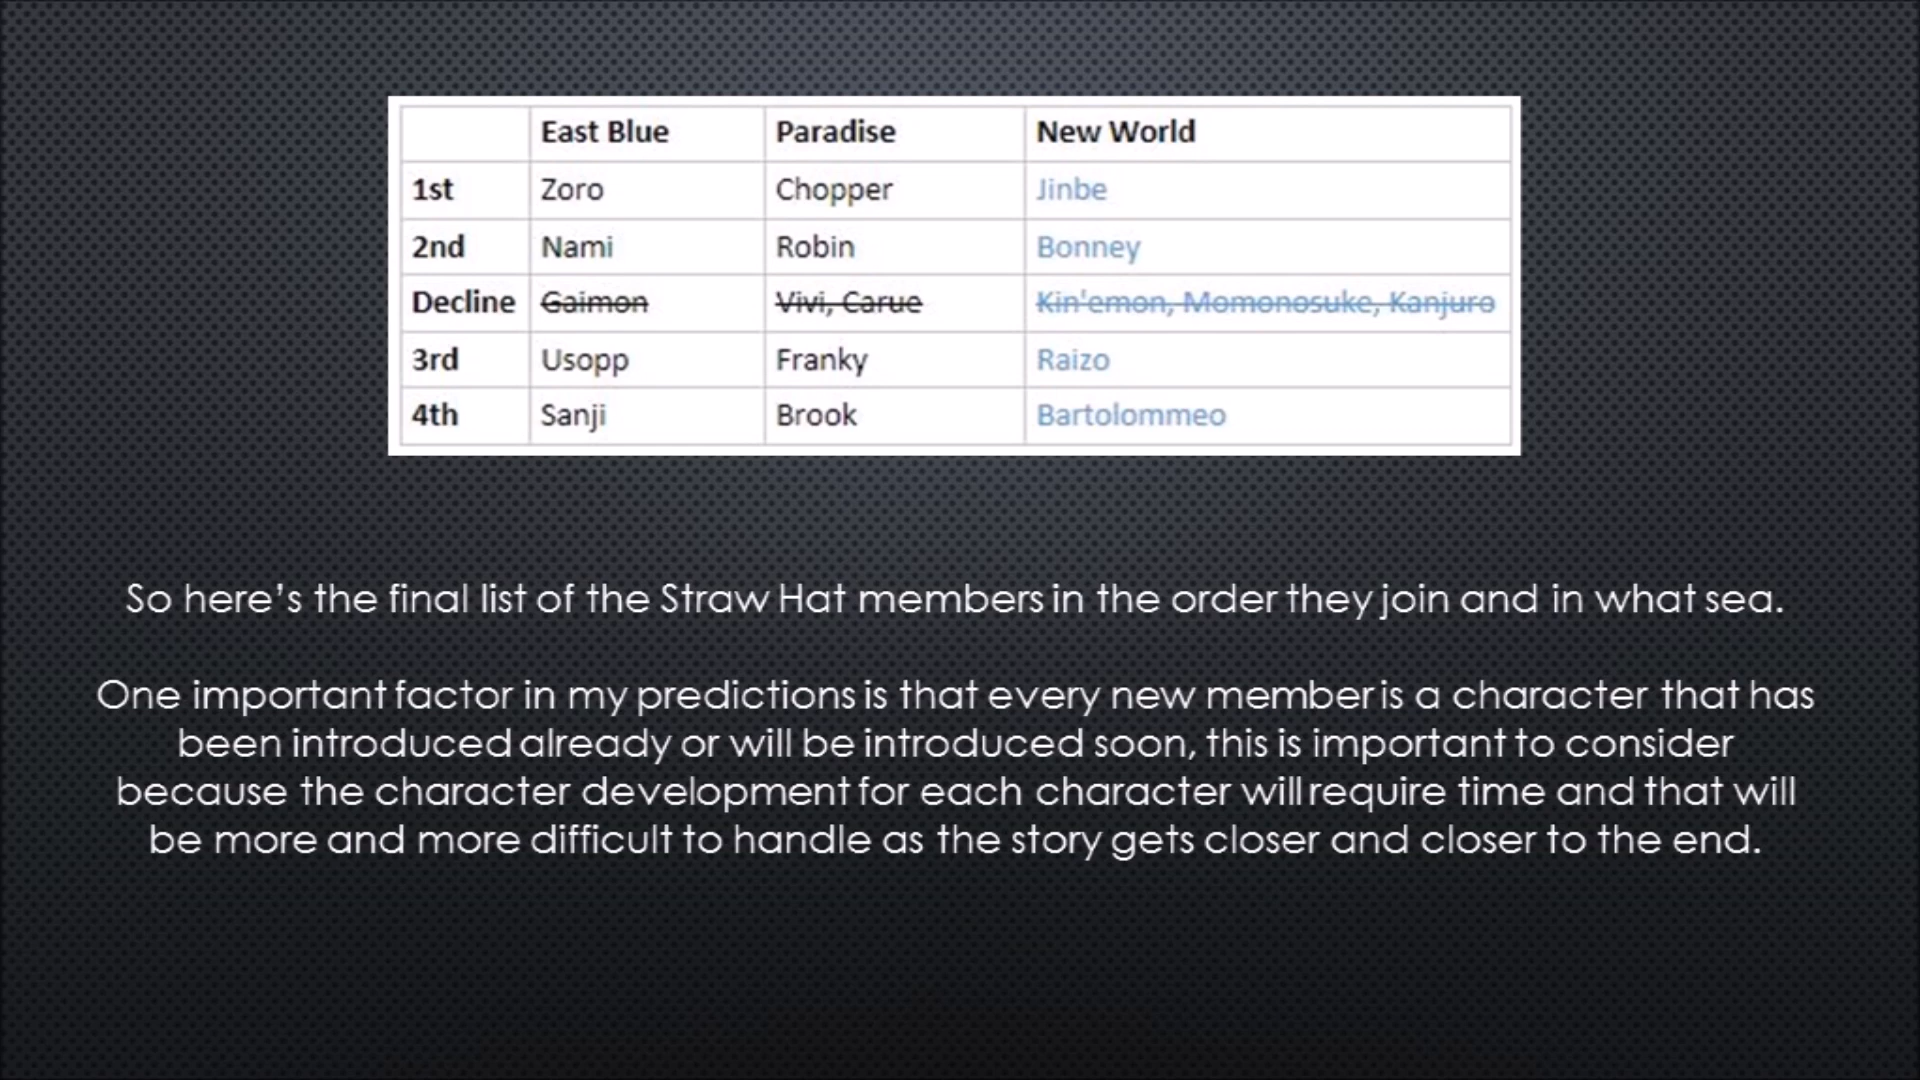 East Blue Paradise New World
1st Zoro Chopper Jinbe
2nd Nami Robin Bonney
Decline Gaimon Vivi, Carue Kin'emon, Momonosuke, Kanjuro
3rd Usopp Franky Raizo
4th Sanji Brook Bartolommeo
So here's the final list of the Straw Hat members in the order they join and in what sea.
One important factor in my predictions is that every new member is a character that has
been introduced already or will be introduced soon, this is important to consider
because the character development for each character will require time and that will
be more and more difficult to handle as the story gets closer and closer to the end.